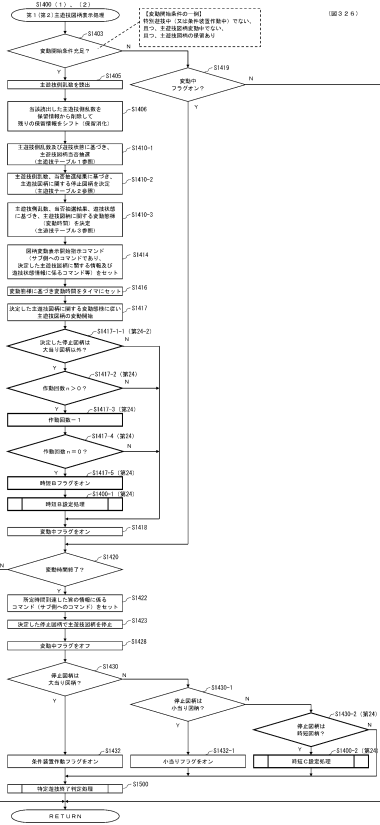 S1400(1),(2)
第1(第2)主遊技図柄表示処理
【変動開始条件の一例】
特別遊技中(又は条件装置作動中)でない、
且つ、主遊技図柄変動中でない、
且つ、主遊技図柄の保留あり
(図326)
S1403
変動開始条件充足?
N
Y
S1405
主遊技側乱数を読出
S1406
当該読出した主遊技側乱数を
保留情報から削除して
残りの保留情報をシフト(保留消化)
S1410-1
主遊技側乱数及び遊技状態に基づき、
主遊技図柄当否抽選
(主遊技テーブル1参照)
S1410-2
主遊技側乱数、当否抽選結果に基づき、
主遊技図柄に関する停止図柄を決定
(主遊技テーブル2参照)
S1410-3
主遊技側乱数、当否抽選結果、遊技状態
に基づき、主遊技図柄に関する変動態様
(変動時間)を決定
(主遊技テーブル3参照)
S1414
図柄変動表示開始指示コマンド
(サブ側へのコマンドであり、
決定した主遊技図柄に関する情報及び
遊技状態情報に係るコマンド等)をセット
S1416
変動態様に基づき変動時間をタイマにセット
S1417
決定した主遊技図柄に関する変動態様に従い
主遊技図柄の変動開始
S1417-1-1(第24-2)
決定した停止図柄は
大当り図柄以外?
N
Y
S1417-2(第24)
作動回数n>0?
N
Y
S1417-3(第24)
作動回数-1
S1417-4(第24)
作動回数n=0?
N
Y
S1417-5(第24)
時短Bフラグをオン
S1400-1(第24)
時短B設定処理
S1418
変動中フラグをオン
S1419
変動中
フラグオン?
N
Y
S1420
変動時間終了?
N
Y
S1422
所定時間到達した旨の情報に係る
コマンド(サブ側へのコマンド)をセット
S1423
決定した停止図柄で主遊技図柄を停止
S1428
変動中フラグをオフ
S1430
停止図柄は
大当り図柄?
N
Y
S1430-1
停止図柄は
小当り図柄?
N
Y
S1430-2(第24)
停止図柄は
時短図柄?
N
Y
S1432
条件装置作動フラグをオン
S1432-1
小当りフラグをオン
S1400-2(第24)
時短C設定処理
S1500
特定遊技終了判定処理
RETURN